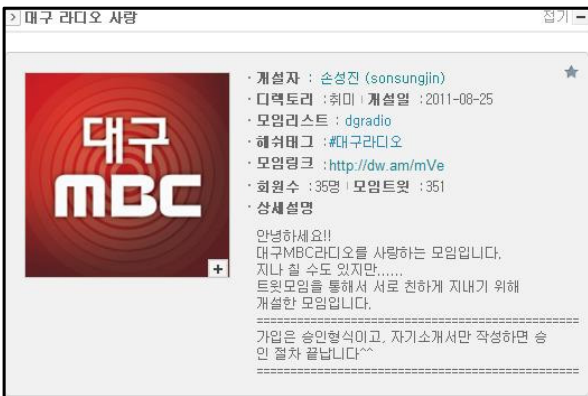 대구 라디오 사랑
접기
대구
MBC
· 개설자 : 손성진 (sonsungjin)
· 디렉토리 :취미 | 개설일 :2011-08-25
· 모임리스트 : dgradio
· 해쉬태그 :#대구라디오
· 모임링크 :http://dw.am/mVe
· 회원수 :35명 | 모임트윗 :351
· 상세설명
안녕하세요!!
대구MBC라디오를 사랑하는 모임입니다.
지나 칠 수도 있지만......
트윗모임을 통해서 서로 친하게 지내기 위해
개설한 모임입니다.
==============================================
가입은 승인형식이고, 자기소개서만 작성하면 승
인 절차 끝납니다^^
==============================================